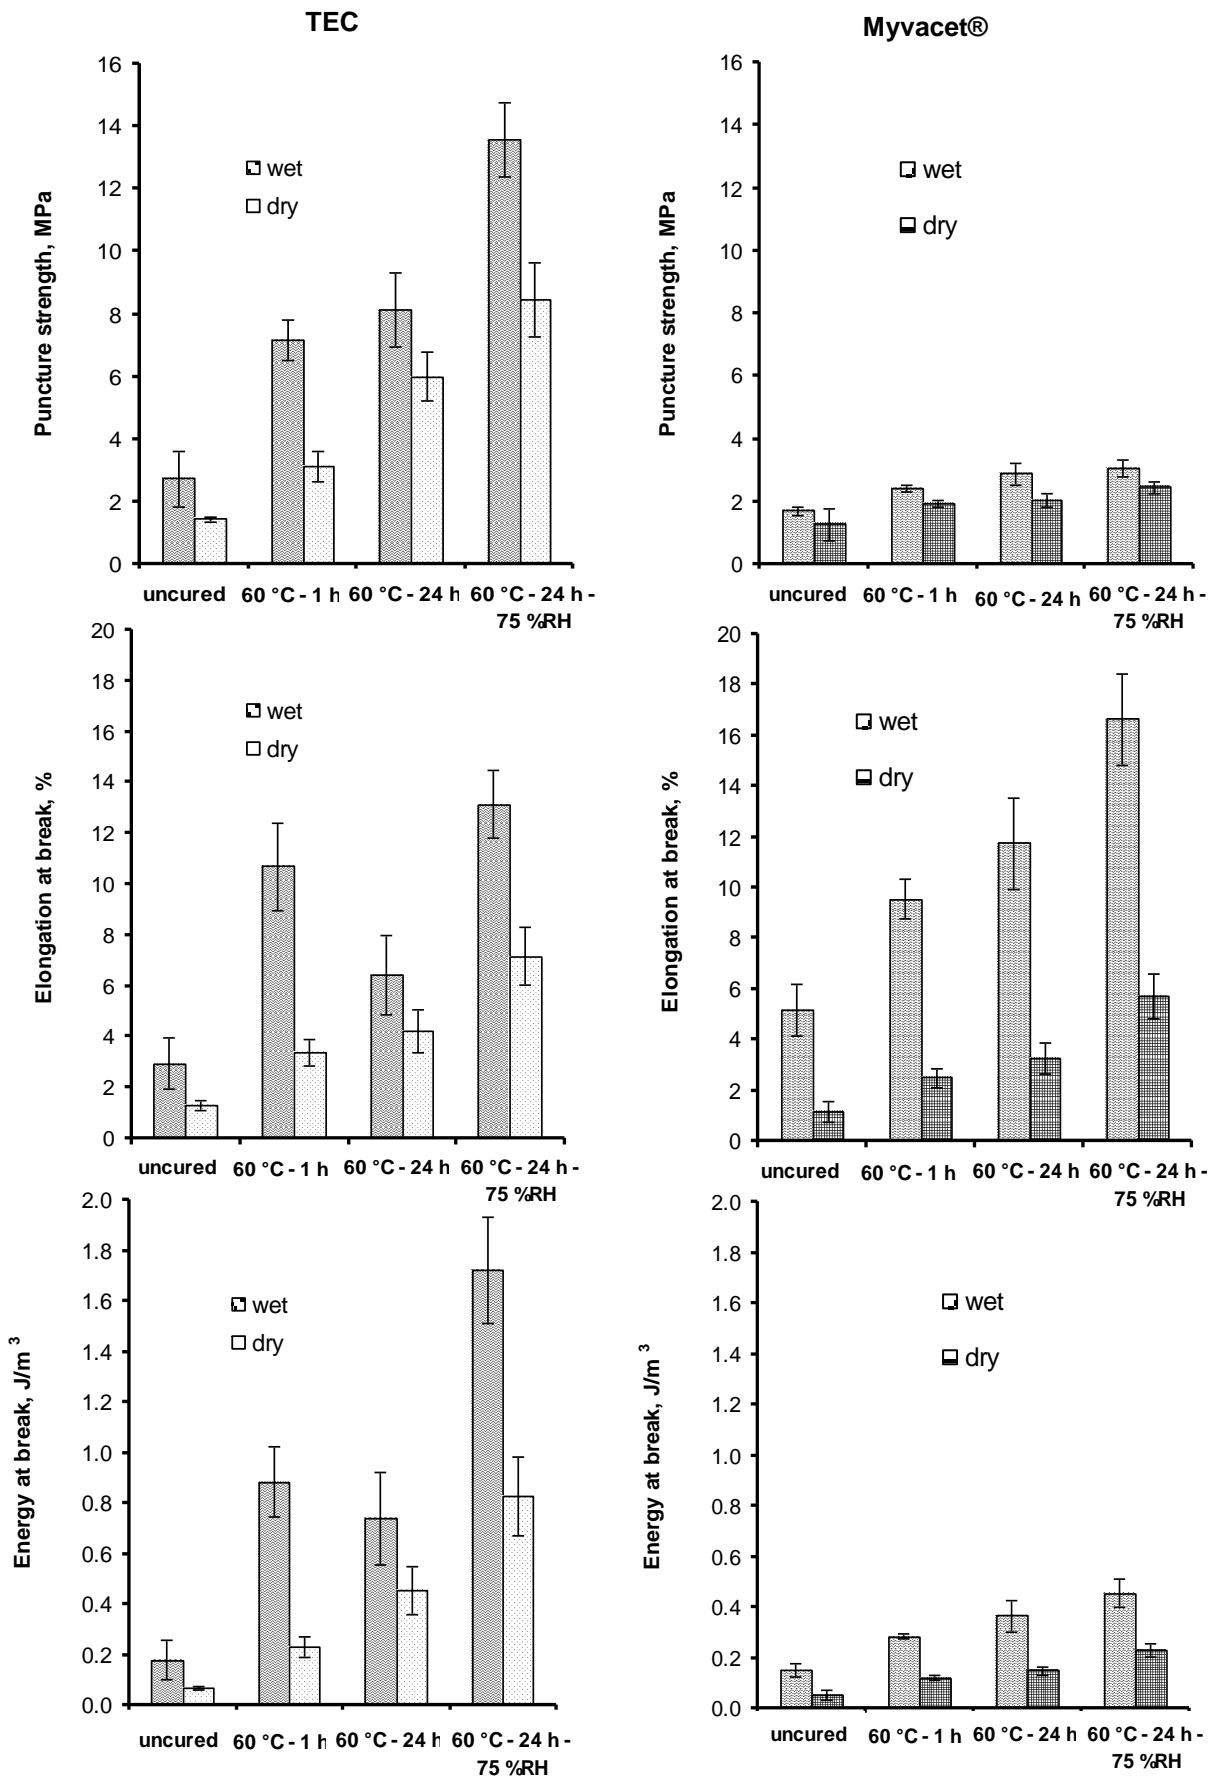 TEC
Puncture strength, MPa
16
14
12
10
8
6
4
2
0
wet
dry
uncured
60 °C - 1 h
60 °C - 24 h
60 °C - 24 h -
75 %RH
Myvacet®
Puncture strength, MPa
16
14
12
10
8
6
4
2
0
wet
dry
uncured
60 °C - 1 h
60 °C - 24 h
60 °C - 24 h -
75 %RH
Elongation at break, %
20
18
16
14
12
10
8
6
4
2
0
wet
dry
uncured
60 °C - 1 h
60 °C - 24 h
60 °C - 24 h -
75 %RH
Elongation at break, %
20
18
16
14
12
10
8
6
4
2
0
wet
dry
uncured
60 °C - 1 h
60 °C - 24 h
60 °C - 24 h -
75 %RH
Energy at break, J/m³
2.0
1.8
1.6
1.4
1.2
1.0
0.8
0.6
0.4
0.2
0.0
wet
dry
uncured
60 °C - 1 h
60 °C - 24 h
60 °C - 24 h -
75 %RH
Energy at break, J/m³
2.0
1.8
1.6
1.4
1.2
1.0
0.8
0.6
0.4
0.2
0.0
wet
dry
uncured
60 °C - 1 h
60 °C - 24 h
60 °C - 24 h -
75 %RH